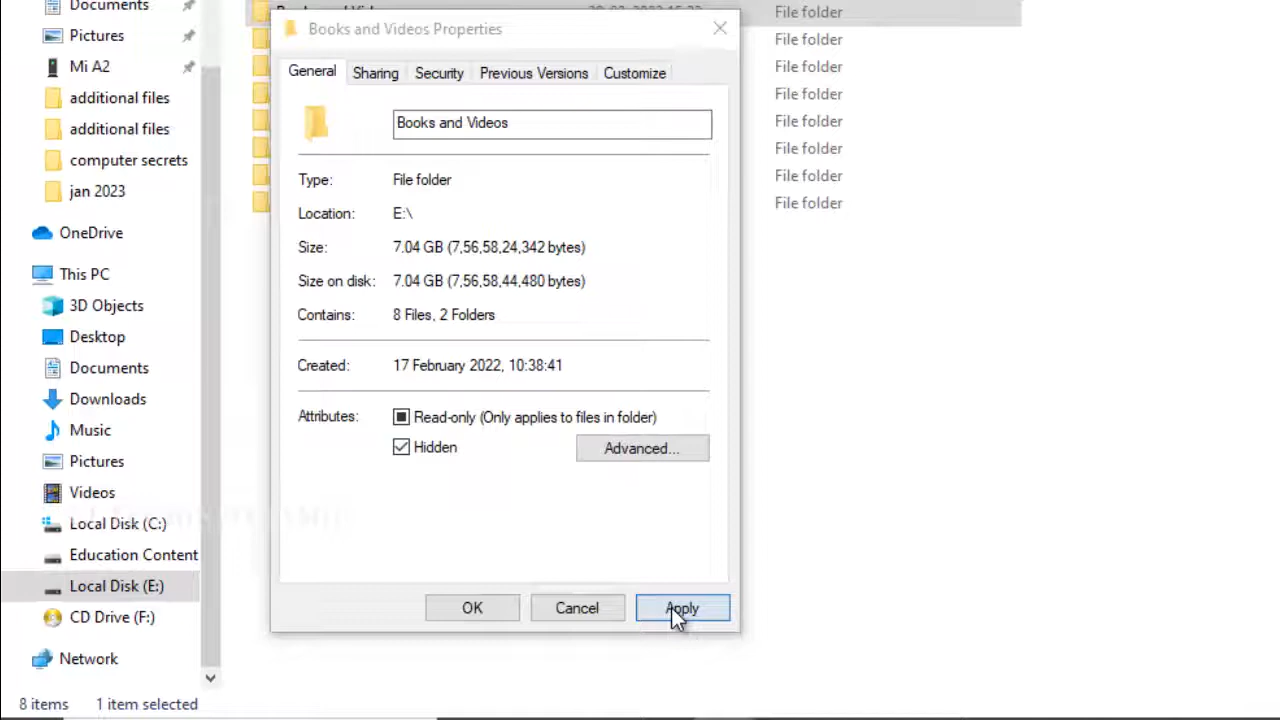 Documents
Pictures
Mi A2
additional files
additional files
computer secrets
jan 2023
OneDrive
This PC
3D Objects
Desktop
Documents
Downloads
Music
Pictures
Videos
Local Disk (C:)
Education Content
Local Disk (E:)
CD Drive (F:)
Network
8 items 1 item selected
File folder
File folder
File folder
File folder
File folder
File folder
File folder
File folder
Books and Videos Properties
General Sharing Security Previous Versions Customize
Books and Videos
Type: File folder
Location: E:\
Size: 7.04 GB (7,56,58,24,342 bytes)
Size on disk: 7.04 GB (7,56,58,44,480 bytes)
Contains: 8 Files, 2 Folders
Created: 17 February 2022, 10:38:41
Attributes: Read-only (Only applies to files in folder)
Hidden Advanced...
OK Cancel Apply